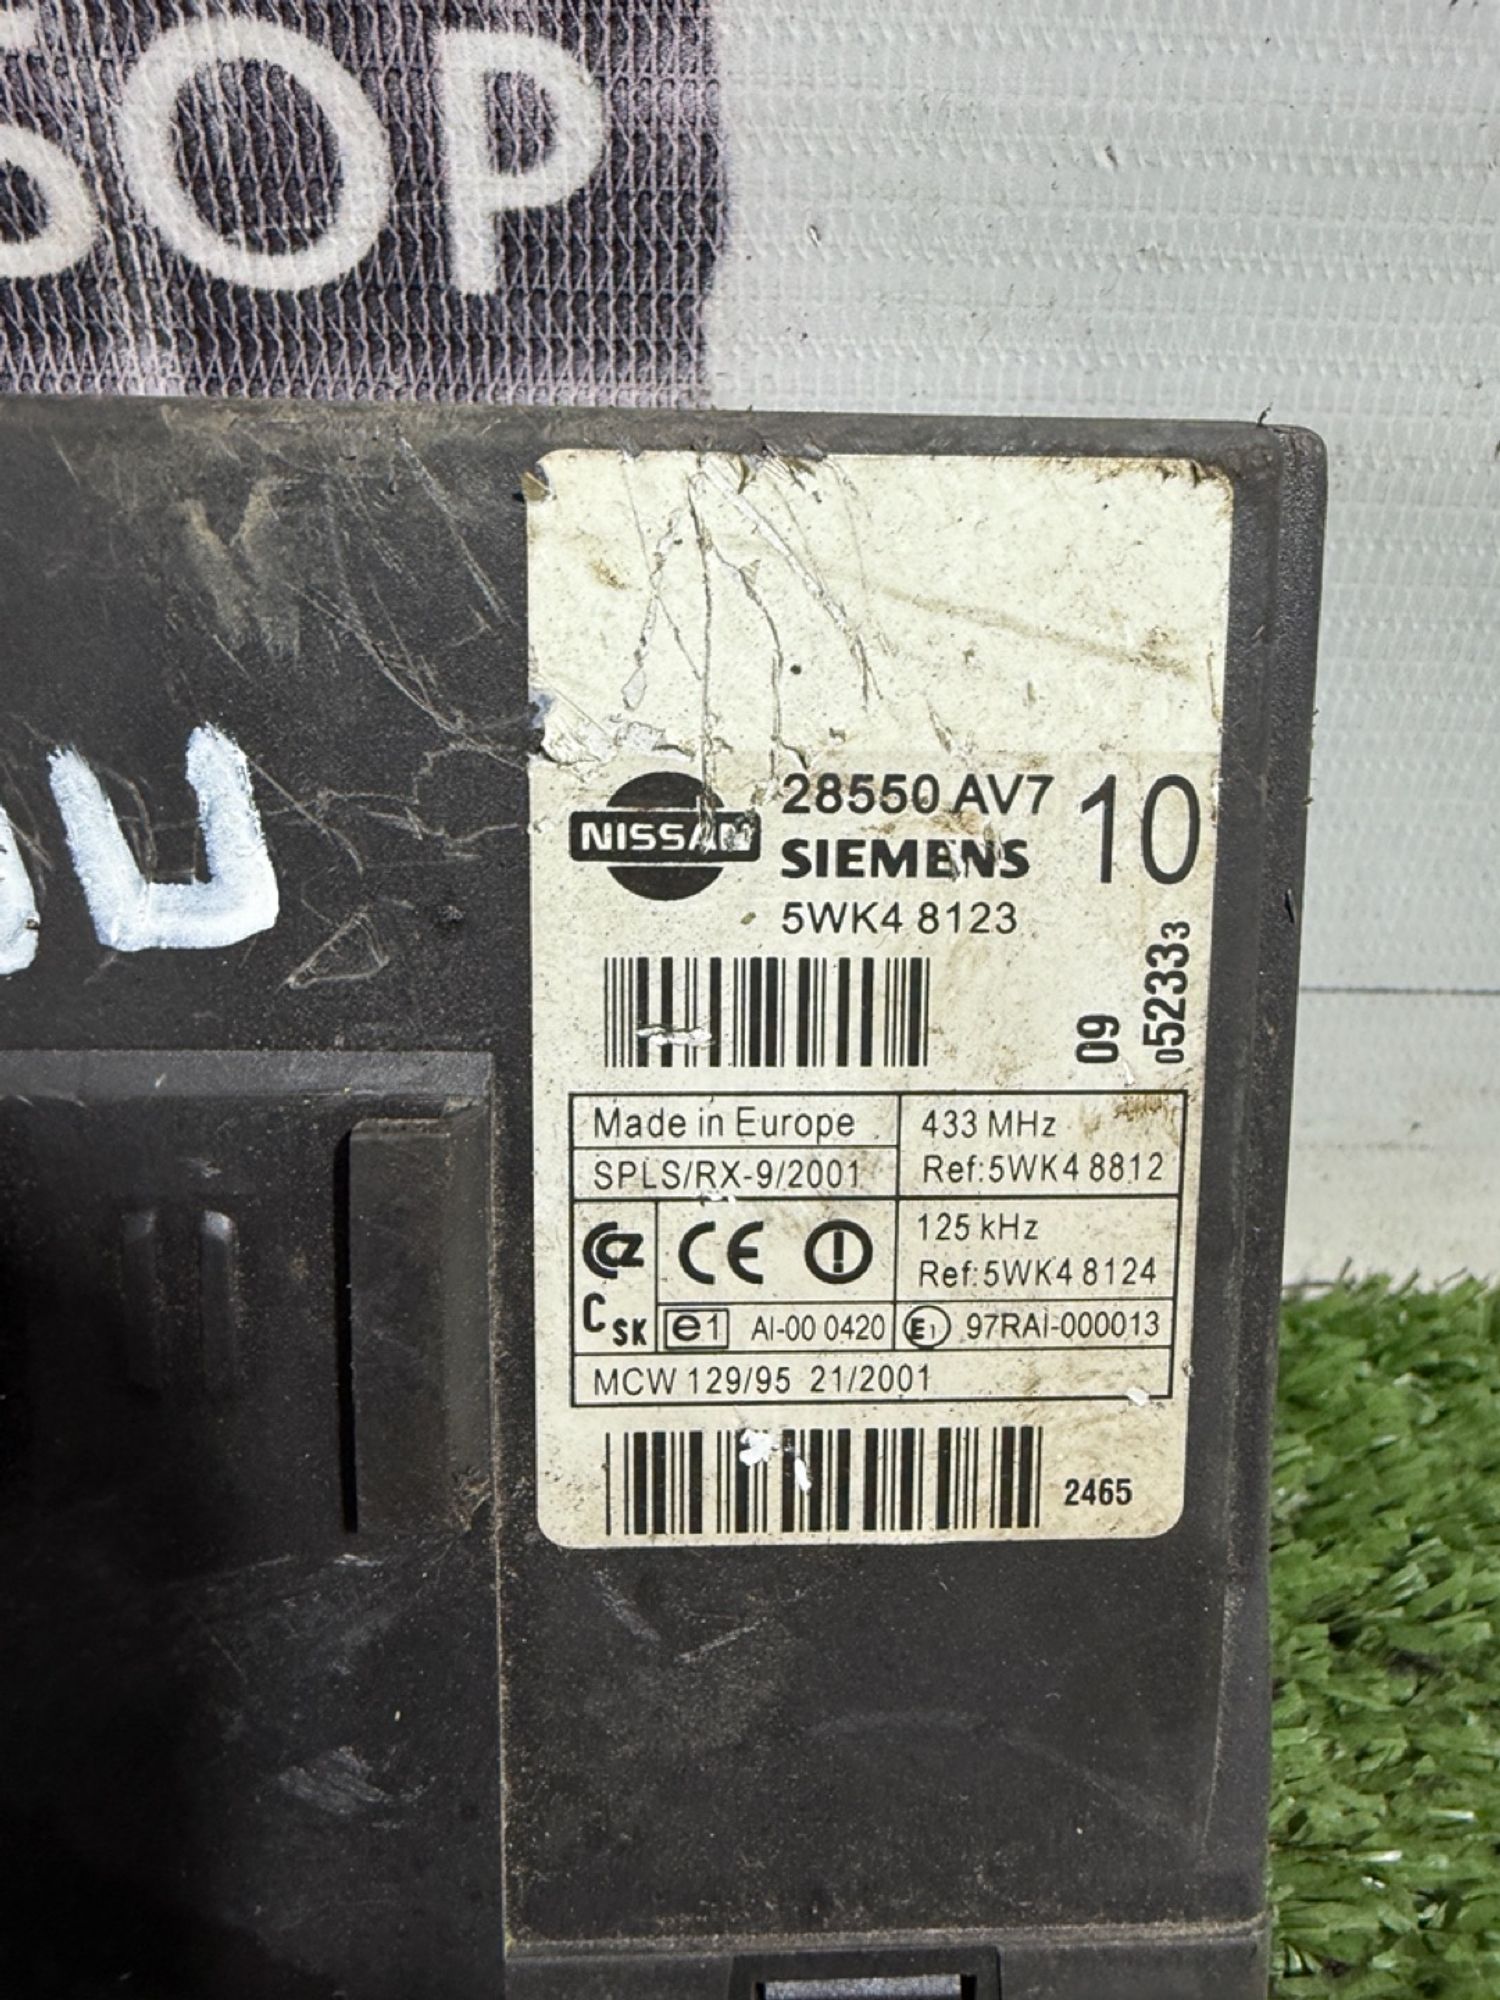 SOP
NISSAN
28550 AV7
10
SIEMENS
5WK4 8123
09
052333
Made in Europe
433 MHz
SPLS/RX-9/2001
Ref:5WK4 8812
CE
125 kHz
Ref:5WK4 8124
CSK
e1
AI-00 0420
E1
97RAI-000013
MCW 129/95 21/2001
2465